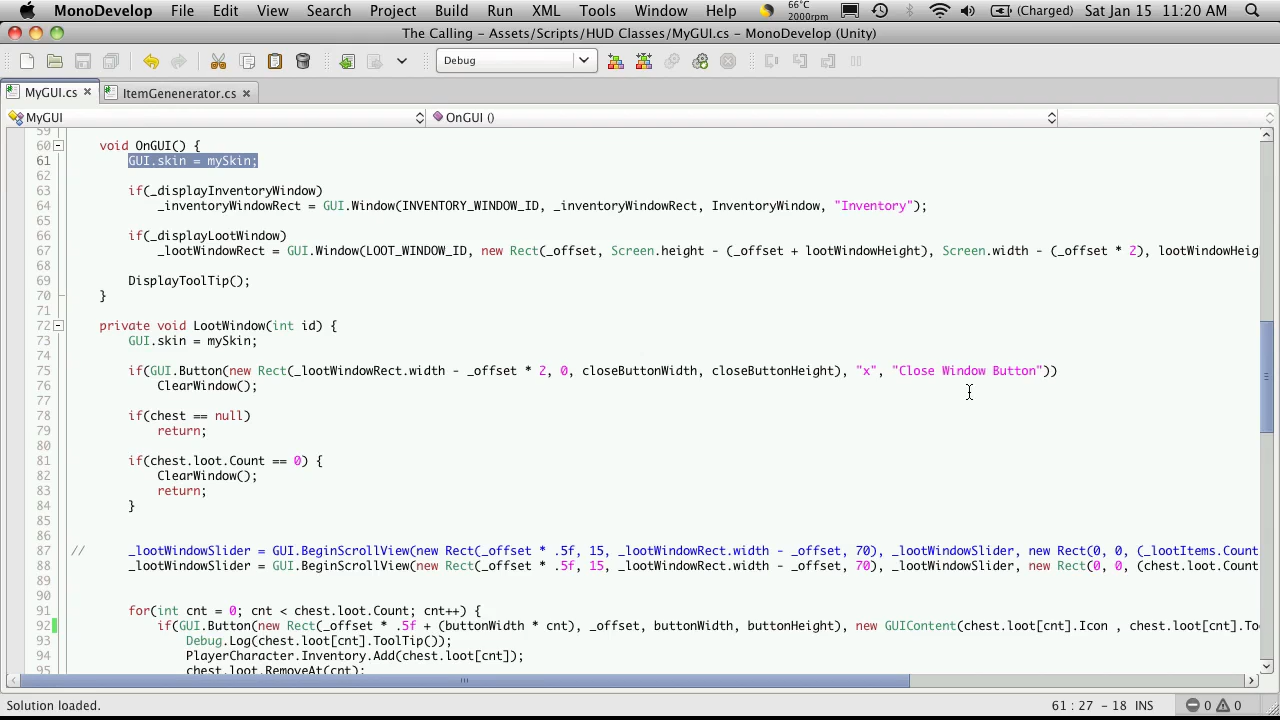 MonoDevelop File Edit View Search Project Build Run XML Tools Window Help 66°C 2000rpm (Charged) Sat Jan 15 11:20 AM
The Calling - Assets/Scripts/HUD Classes/MyGUI.cs - MonoDevelop (Unity)
Debug
MyGUI.cs ItemGenenerator.cs
MyGUI OnGUI ()
59
60 void OnGUI() {
61 GUI.skin = mySkin;
62
63 if(_displayInventoryWindow)
64 _inventoryWindowRect = GUI.Window(INVENTORY_WINDOW_ID, _inventoryWindowRect, InventoryWindow, "Inventory");
65
66 if(_displayLootWindow)
67 _lootWindowRect = GUI.Window(LOOT_WINDOW_ID, new Rect(_offset, Screen.height - (_offset + lootWindowHeight), Screen.width - (_offset * 2), lootWindowHeig
68
69 DisplayToolTip();
70 }
71
72 private void LootWindow(int id) {
73 GUI.skin = mySkin;
74
75 if(GUI.Button(new Rect(_lootWindowRect.width - _offset * 2, 0, closeButtonWidth, closeButtonHeight), "x", "Close Window Button"))
76 ClearWindow();
77
78 if(chest == null)
79 return;
80
81 if(chest.loot.Count == 0) {
82 ClearWindow();
83 return;
84 }
85
86
87 // _lootWindowSlider = GUI.BeginScrollView(new Rect(_offset * .5f, 15, _lootWindowRect.width - _offset, 70), _lootWindowSlider, new Rect(0, 0, (_lootItems.Count
88 _lootWindowSlider = GUI.BeginScrollView(new Rect(_offset * .5f, 15, _lootWindowRect.width - _offset, 70), _lootWindowSlider, new Rect(0, 0, (chest.loot.Count
89
90
91 for(int cnt = 0; cnt < chest.loot.Count; cnt++) {
92 if(GUI.Button(new Rect(_offset * .5f + (buttonWidth * cnt), _offset, buttonWidth, buttonHeight), new GUIContent(chest.loot[cnt].Icon , chest.loot[cnt].Too
93 Debug.Log(chest.loot[cnt].ToolTip());
94 PlayerCharacter.Inventory.Add(chest.loot[cnt]);
95 chest.loot.RemoveAt(cnt);
Solution loaded. 61 : 27 - 18 INS 0 0